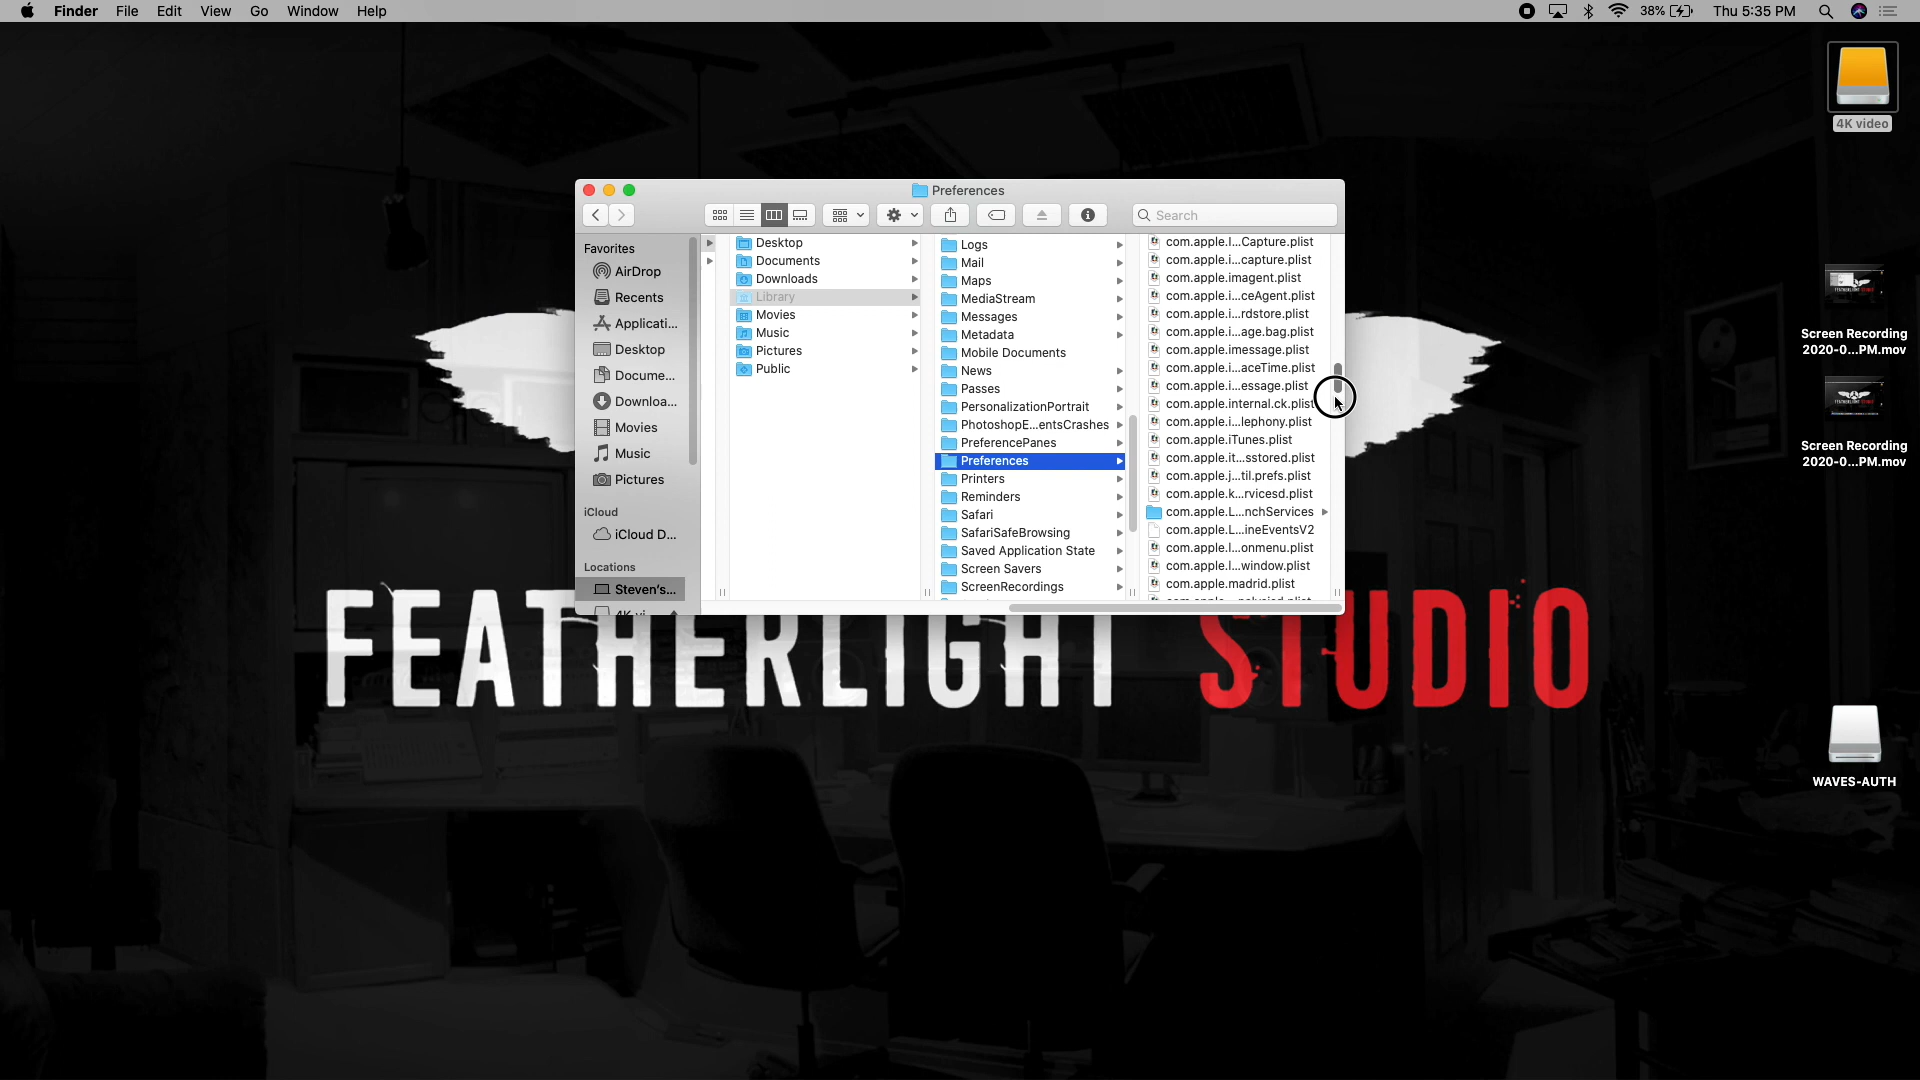 Finder File Edit View Go Window Help
38% Thu 5:35 PM
4K video
Preferences
Search
Favorites
AirDrop
Recents
Applicati...
Desktop
Docume...
Downloa...
Movies
Music
Pictures
iCloud
iCloud D...
Locations
Steven's...
Desktop
Documents
Downloads
Library
Movies
Music
Pictures
Public
Logs
Mail
Maps
MediaStream
Messages
Metadata
Mobile Documents
News
Passes
PersonalizationPortrait
PhotoshopE...entsCrashes
PreferencePanes
Preferences
Printers
Reminders
Safari
SafariSafeBrowsing
Saved Application State
Screen Savers
ScreenRecordings
com.apple.I...Capture.plist
com.apple.i...capture.plist
com.apple.imagent.plist
com.apple.i...ceAgent.plist
com.apple.i...rdstore.plist
com.apple.i...age.bag.plist
com.apple.imessage.plist
com.apple.i...aceTime.plist
com.apple.i...essage.plist
com.apple.internal.ck.plist
com.apple.i...lephony.plist
com.apple.iTunes.plist
com.apple.it...sstored.plist
com.apple.j...til.prefs.plist
com.apple.k...rvicesd.plist
com.apple.L...nchServices
com.apple.L...ineEventsV2
com.apple.l...onmenu.plist
com.apple.l...window.plist
com.apple.madrid.plist
Screen Recording
2020-0...PM.mov
Screen Recording
2020-0...PM.mov
FEATHERLIGHT STUDIO
WAVES-AUTH